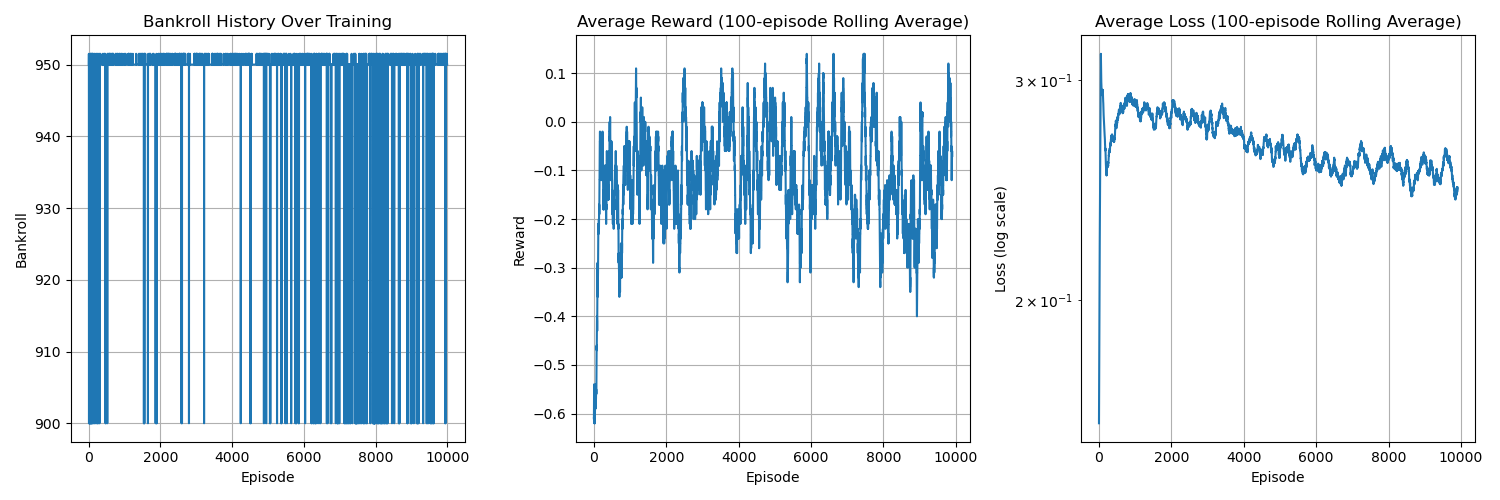 Bankroll History Over Training
950
940
930
920
910
900
Bankroll
0 2000 4000 6000 8000 10000
Episode
Average Reward (100-episode Rolling Average)
0.1
0.0
−0.1
−0.2
−0.3
−0.4
−0.5
−0.6
Reward
0 2000 4000 6000 8000 10000
Episode
Average Loss (100-episode Rolling Average)
3 × 10⁻¹
2 × 10⁻¹
Loss (log scale)
0 2000 4000 6000 8000 10000
Episode